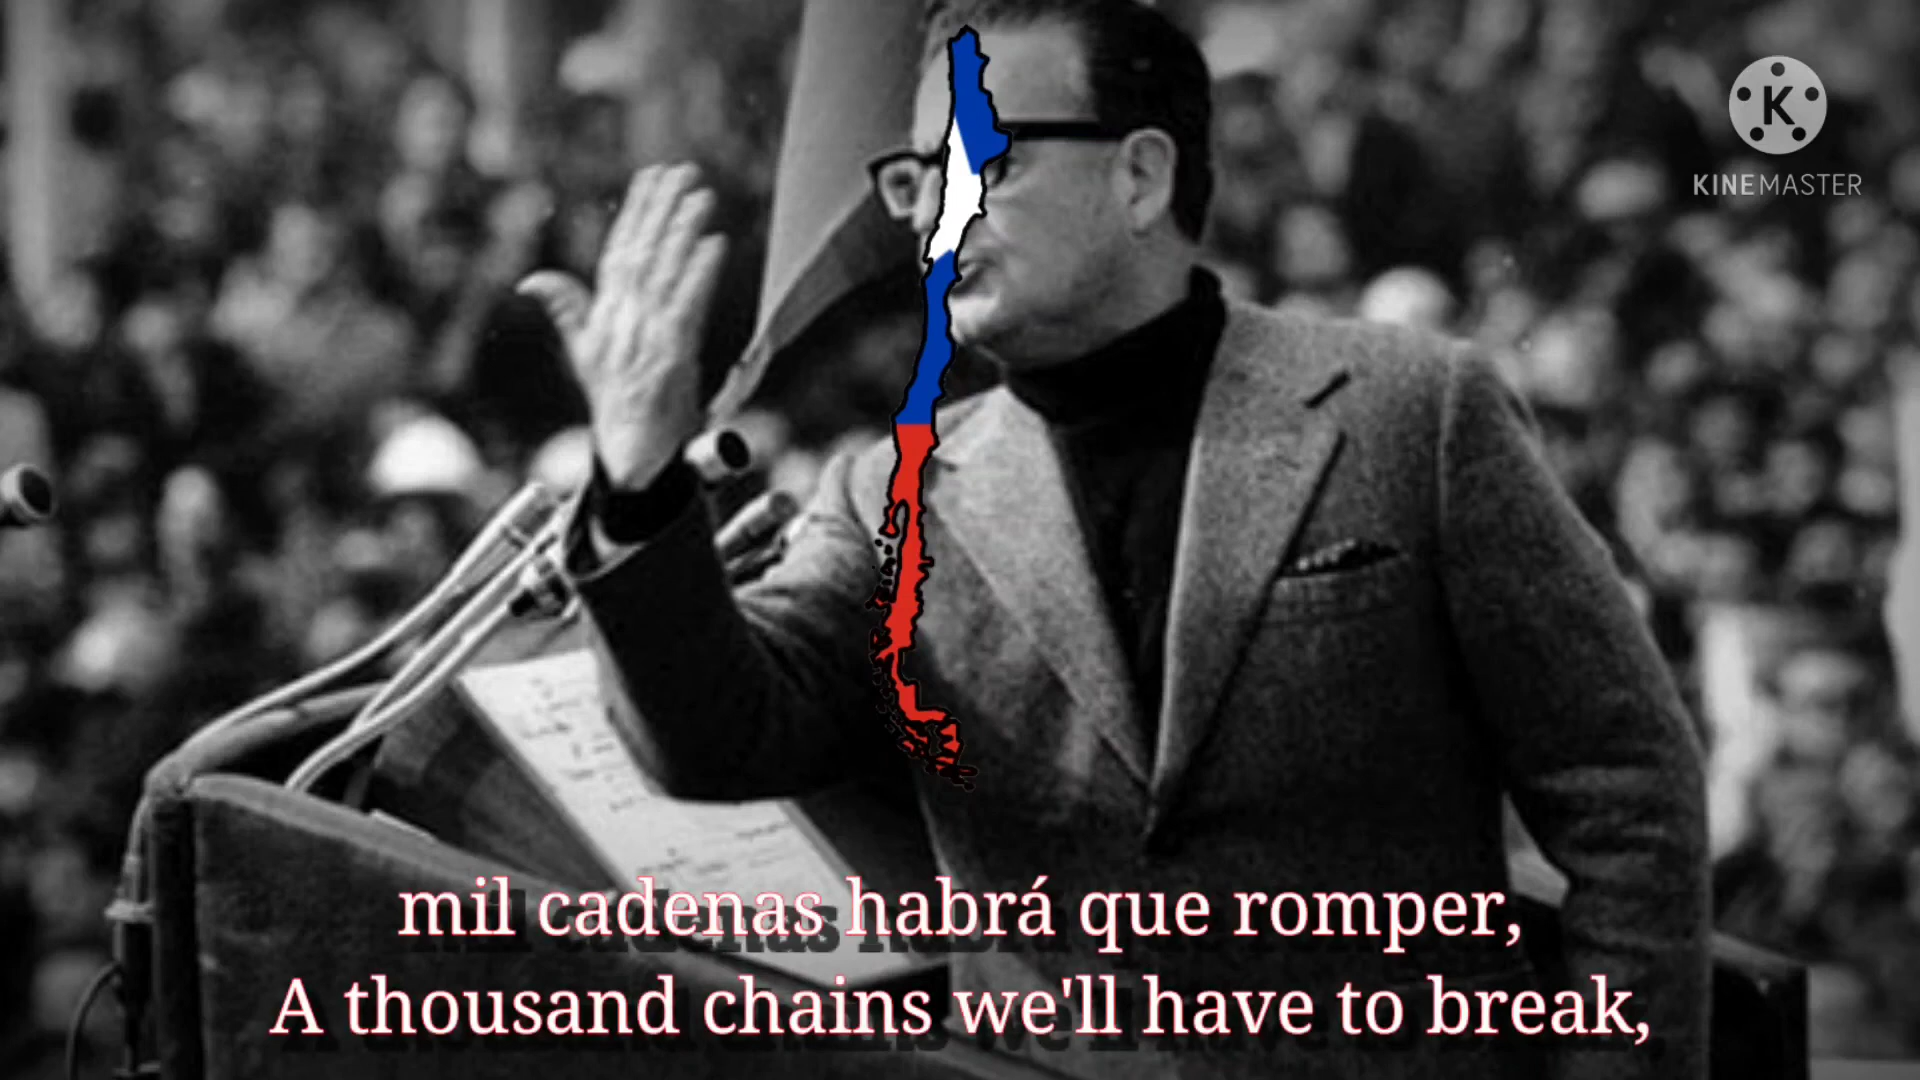 K
KINEMASTER
mil cadenas habrá que romper,
A thousand chains we'll have to break,